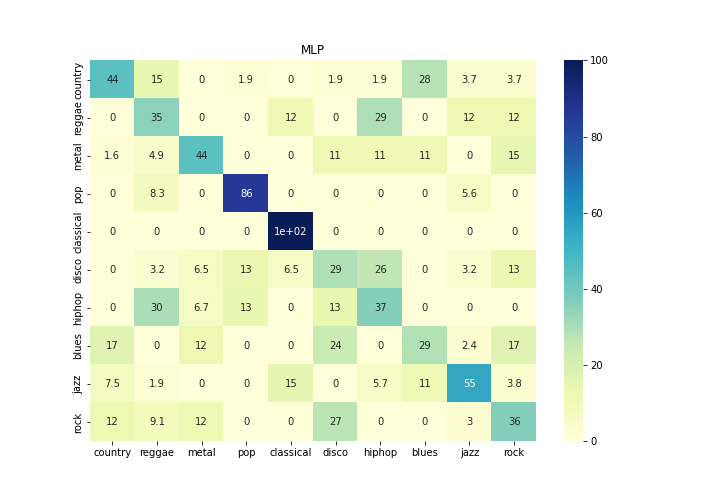 MLP
country 44 15 0 1.9 0 1.9 1.9 28 3.7 3.7
reggae 0 35 0 0 12 0 29 0 12 12
metal 1.6 4.9 44 0 0 11 11 11 0 15
pop 0 8.3 0 86 0 0 0 0 5.6 0
classical 0 0 0 0 1e+02 0 0 0 0 0
disco 0 3.2 6.5 13 6.5 29 26 0 3.2 13
hiphop 0 30 6.7 13 0 13 37 0 0 0
blues 17 0 12 0 0 24 0 29 2.4 17
jazz 7.5 1.9 0 0 15 0 5.7 11 55 3.8
rock 12 9.1 12 0 0 27 0 0 3 36
country reggae metal pop classical disco hiphop blues jazz rock
100
80
60
40
20
0